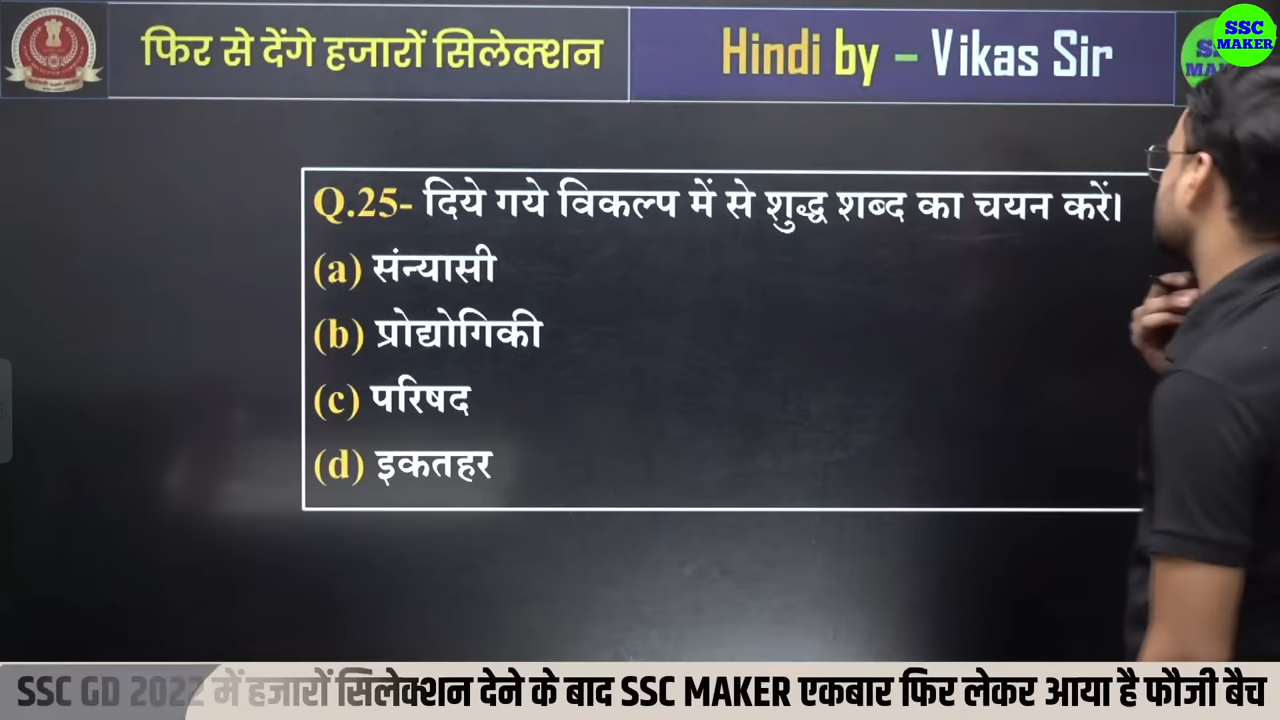 फिर से देंगे हजारों सिलेक्शन
Hindi by – Vikas Sir
SSC
MAKER
Q.25- दिये गये विकल्प में से शुद्ध शब्द का चयन करें।
(a) संन्यासी
(b) प्रोद्योगिकी
(c) परिषद
(d) इकतहर
SSC GD 2022 में हजारों सिलेक्शन देने के बाद SSC MAKER एकबार फिर लेकर आया है फौजी बैच